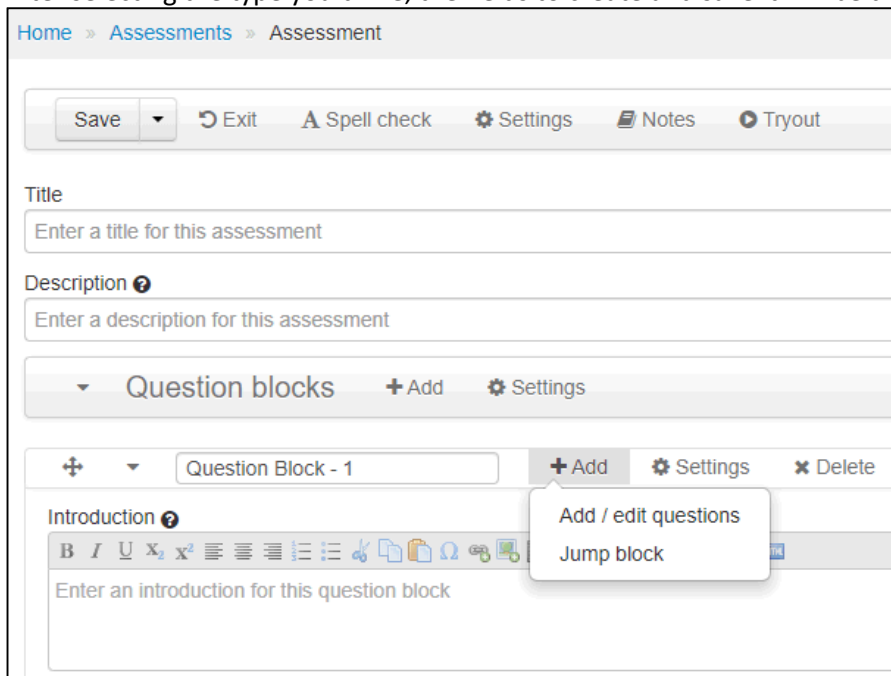 Home » Assessments » Assessment
Save Exit A Spell check Settings Notes Tryout
Title
Enter a title for this assessment
Description
Enter a description for this assessment
Question blocks + Add Settings
Question Block - 1 + Add Settings × Delete
Add / edit questions
Jump block
Introduction
B I U X₂ x² Ω
Enter an introduction for this question block